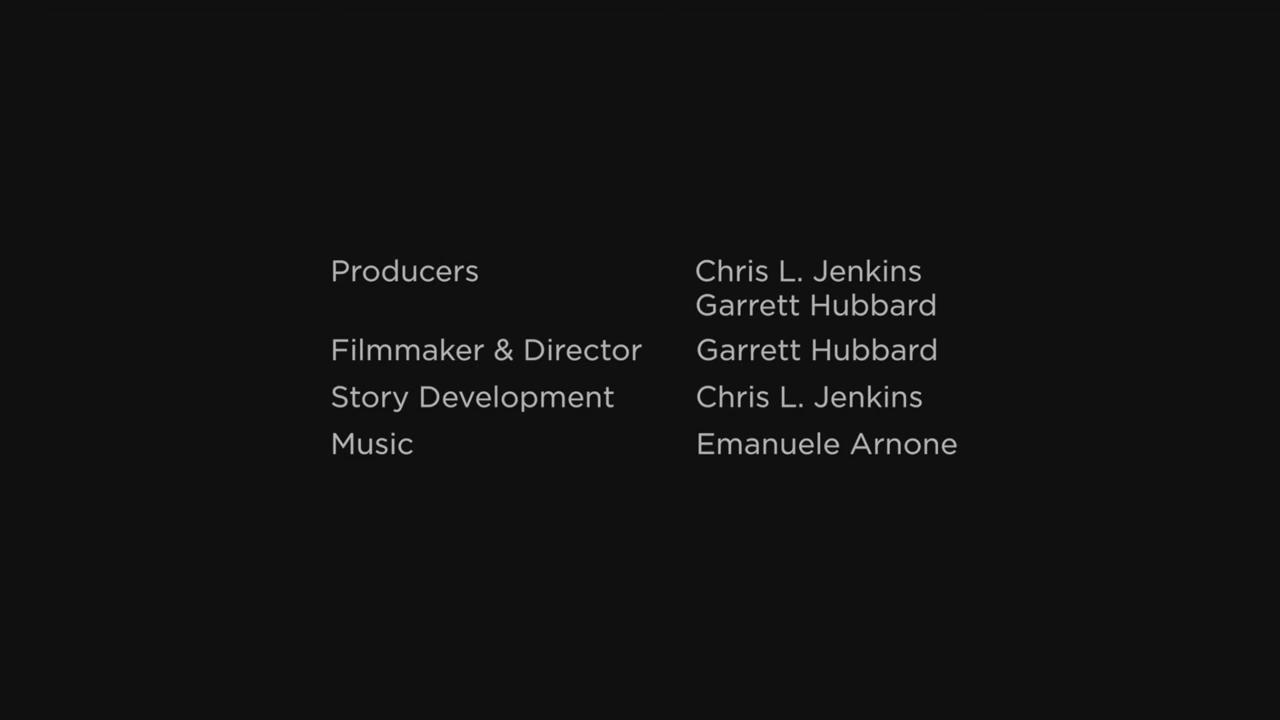 Producers Chris L. Jenkins
Garrett Hubbard
Filmmaker & Director Garrett Hubbard
Story Development Chris L. Jenkins
Music Emanuele Arnone